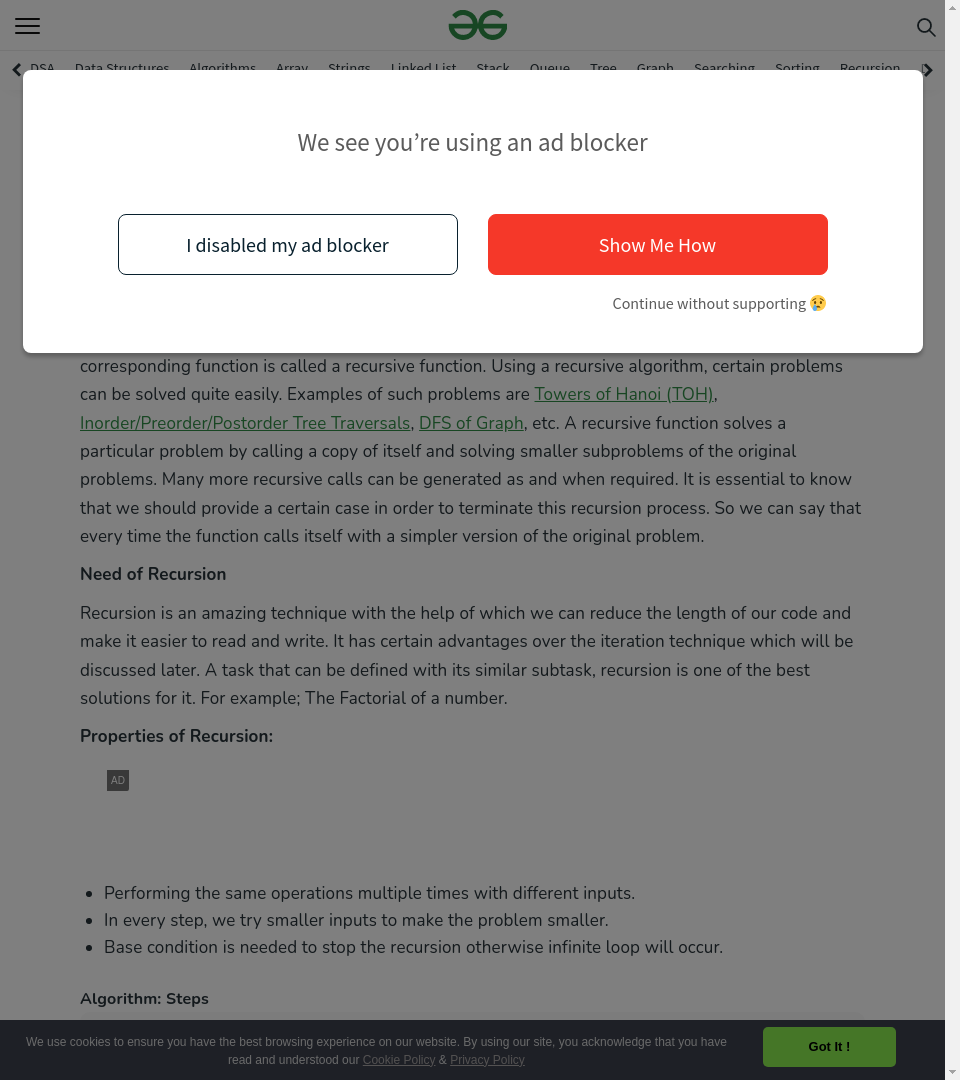 DSA Data Structures Algorithms Array Strings Linked List Stack Queue Tree Graph Searching Sorting Recursion
We see you’re using an ad blocker
I disabled my ad blocker
Show Me How
Continue without supporting 😢
corresponding function is called a recursive function. Using a recursive algorithm, certain problems
can be solved quite easily. Examples of such problems are Towers of Hanoi (TOH),
Inorder/Preorder/Postorder Tree Traversals, DFS of Graph, etc. A recursive function solves a
particular problem by calling a copy of itself and solving smaller subproblems of the original
problems. Many more recursive calls can be generated as and when required. It is essential to know
that we should provide a certain case in order to terminate this recursion process. So we can say that
every time the function calls itself with a simpler version of the original problem.
Need of Recursion
Recursion is an amazing technique with the help of which we can reduce the length of our code and
make it easier to read and write. It has certain advantages over the iteration technique which will be
discussed later. A task that can be defined with its similar subtask, recursion is one of the best
solutions for it. For example; The Factorial of a number.
Properties of Recursion:
AD
Performing the same operations multiple times with different inputs.
In every step, we try smaller inputs to make the problem smaller.
Base condition is needed to stop the recursion otherwise infinite loop will occur.
Algorithm: Steps
We use cookies to ensure you have the best browsing experience on our website. By using our site, you acknowledge that you have
read and understood our Cookie Policy & Privacy Policy
Got It !